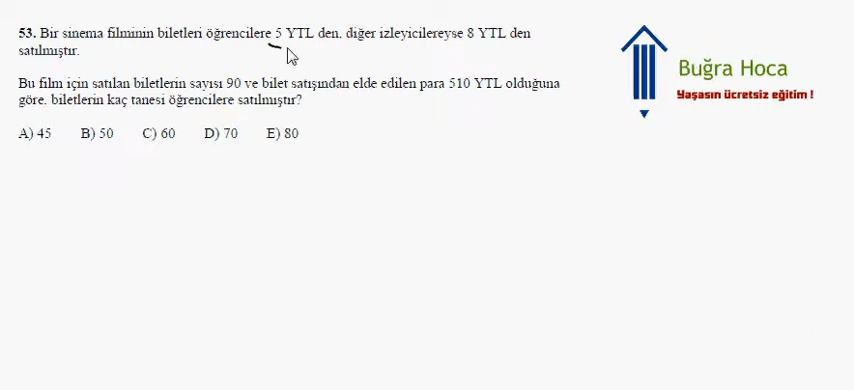 53. Bir sinema filminin biletleri öğrencilere 5 YTL den, diğer izleyicilereyse 8 YTL den
satılmıştır.
Bu film için satılan biletlerin sayısı 90 ve bilet satışından elde edilen para 510 YTL olduğuna
göre, biletlerin kaç tanesi öğrencilere satılmıştır?
A) 45 B) 50 C) 60 D) 70 E) 80
Buğra Hoca
Yaşasın ücretsiz eğitim !